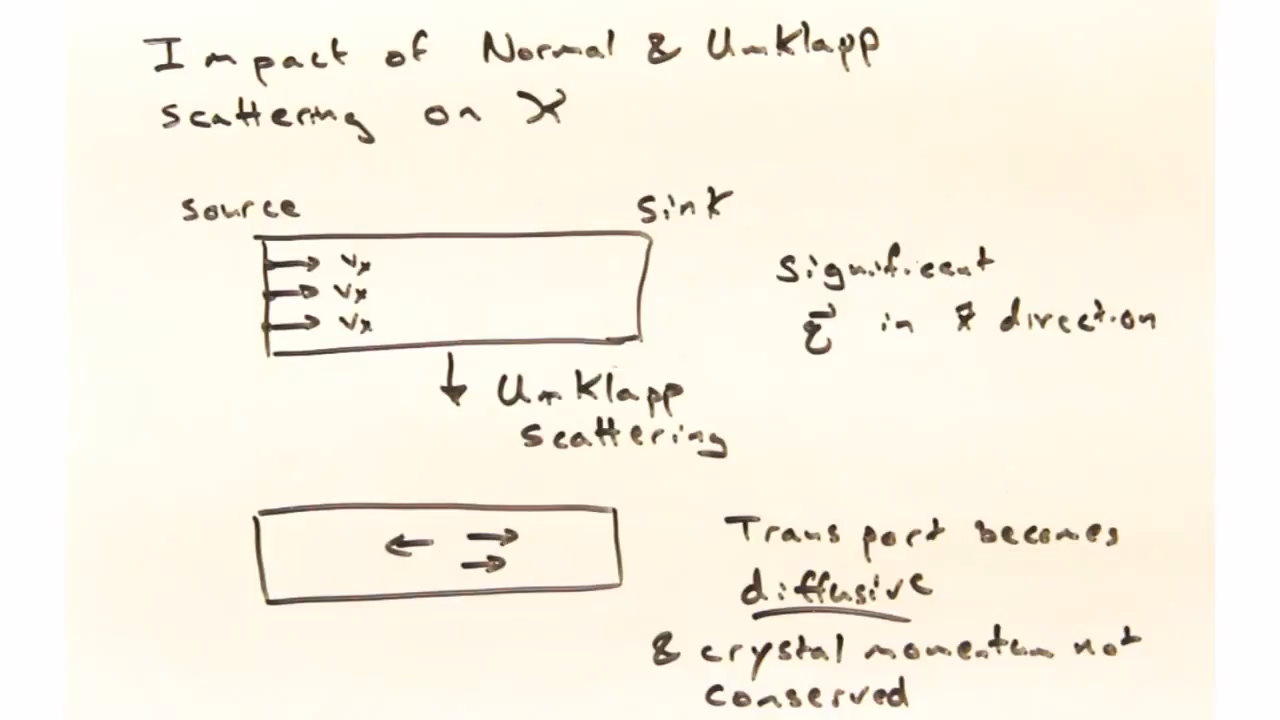 Impact of Normal & Umklapp
scattering on ϰ
source
sink
vₓ
vₓ
vₓ
significant
q⃗ in x̂ direction
Umklapp
scattering
Transport becomes
diffusive
& crystal momentum not
conserved